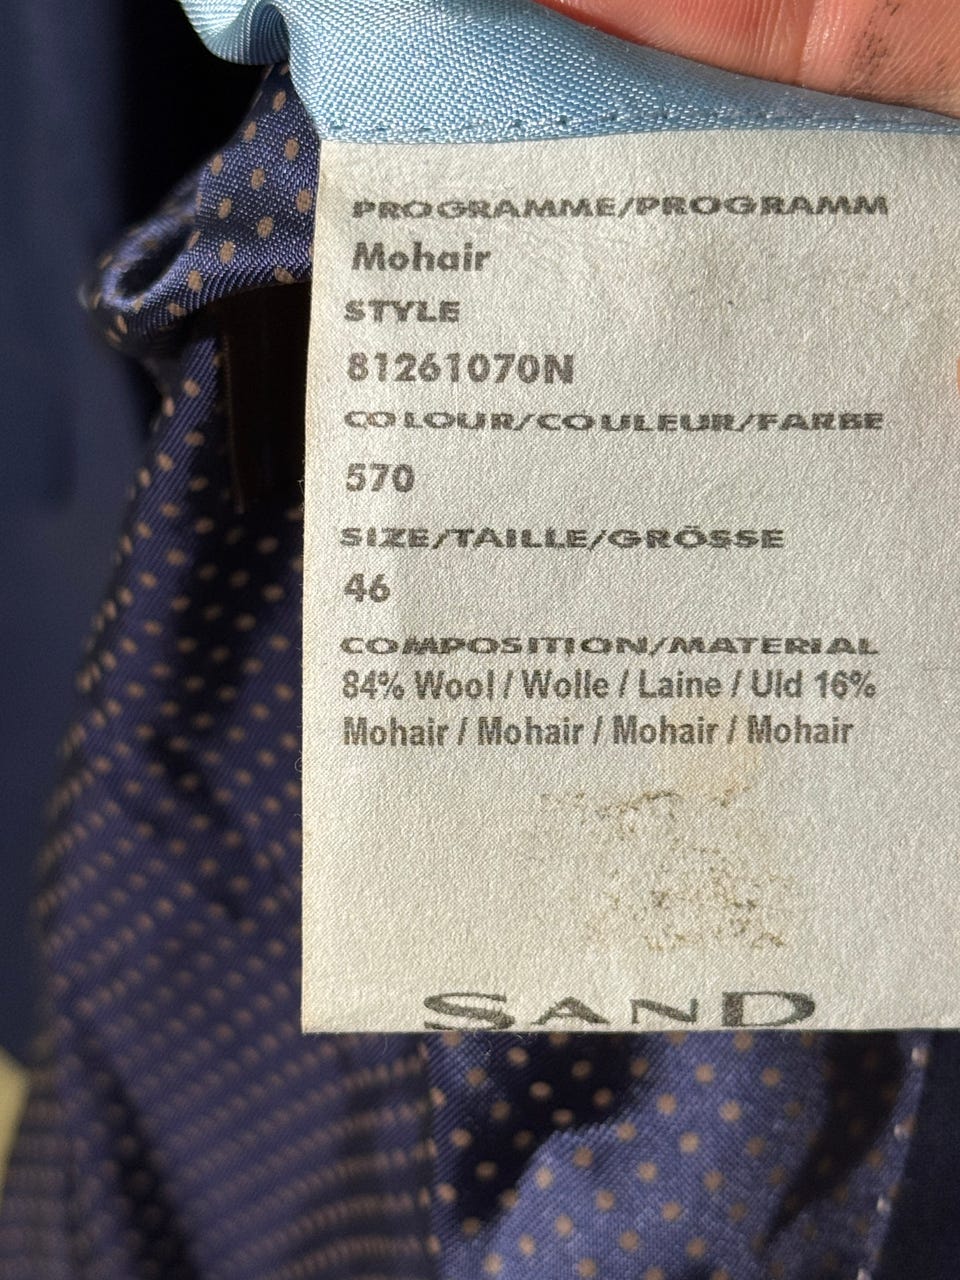 PROGRAMME/PROGRAMM
Mohair
STYLE
81261070N
COLOUR/COULEUR/FARBE
570
SIZE/TAILLE/GRÖSSE
46
COMPOSITION/MATERIAL
84% Wool / Wolle / Laine / Uld 16%
Mohair / Mohair / Mohair / Mohair
SAND